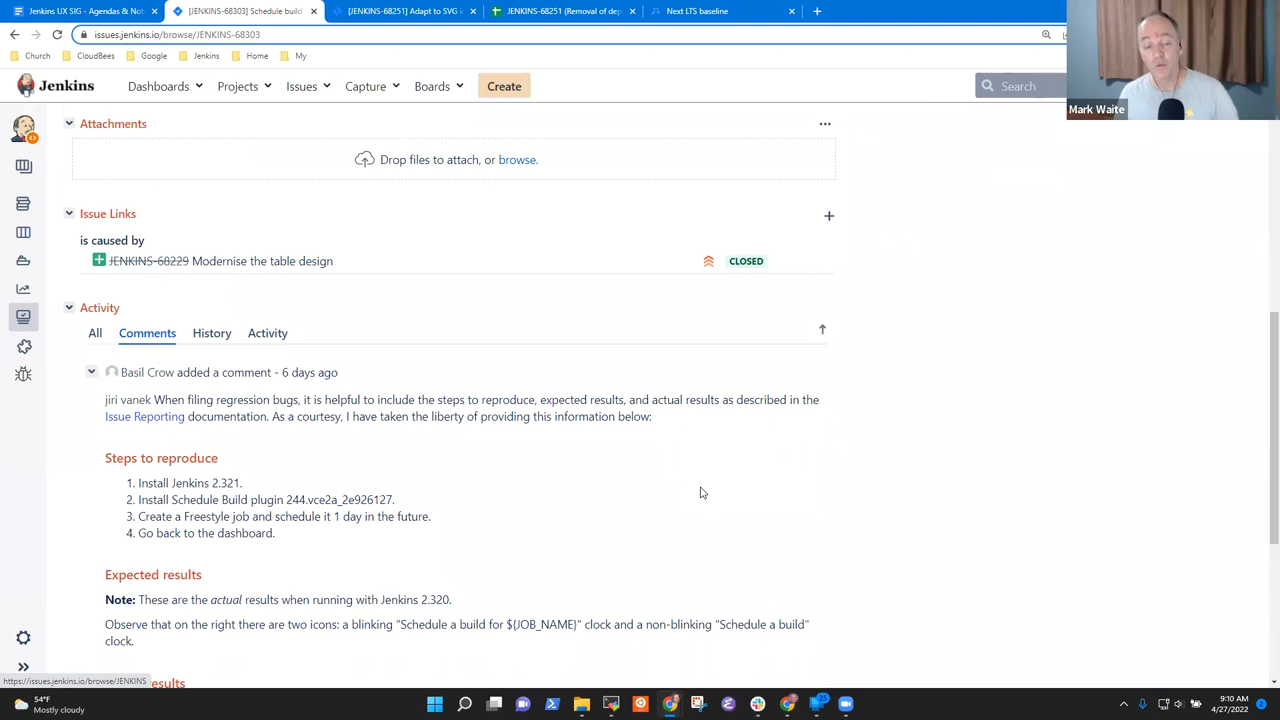 Jenkins UX SIG - Agendas & Not
[JENKINS-68303] Schedule build
[JENKINS-68251] Adapt to SVG i
JENKINS-68251 (Removal of dep
Next LTS baseline
issues.jenkins.io/browse/JENKINS-68303
Church
CloudBees
Google
Jenkins
Home
My
Jenkins
Dashboards
Projects
Issues
Capture
Boards
Create
Search
Mark Waite
Attachments
Drop files to attach, or browse.
Issue Links
is caused by
JENKINS-68229 Modernise the table design
CLOSED
Activity
All
Comments
History
Activity
Basil Crow added a comment - 6 days ago
jiri vanek When filing regression bugs, it is helpful to include the steps to reproduce, expected results, and actual results as described in the
Issue Reporting documentation. As a courtesy, I have taken the liberty of providing this information below:
Steps to reproduce
1. Install Jenkins 2.321.
2. Install Schedule Build plugin 244.vce2a_2e926127.
3. Create a Freestyle job and schedule it 1 day in the future.
4. Go back to the dashboard.
Expected results
Note: These are the actual results when running with Jenkins 2.320.
Observe that on the right there are two icons: a blinking "Schedule a build for ${JOB_NAME}" clock and a non-blinking "Schedule a build"
clock.
https://issues.jenkins.io/browse/JENKINS
esults
54°F
Mostly cloudy
25
9:10 AM
4/27/2022